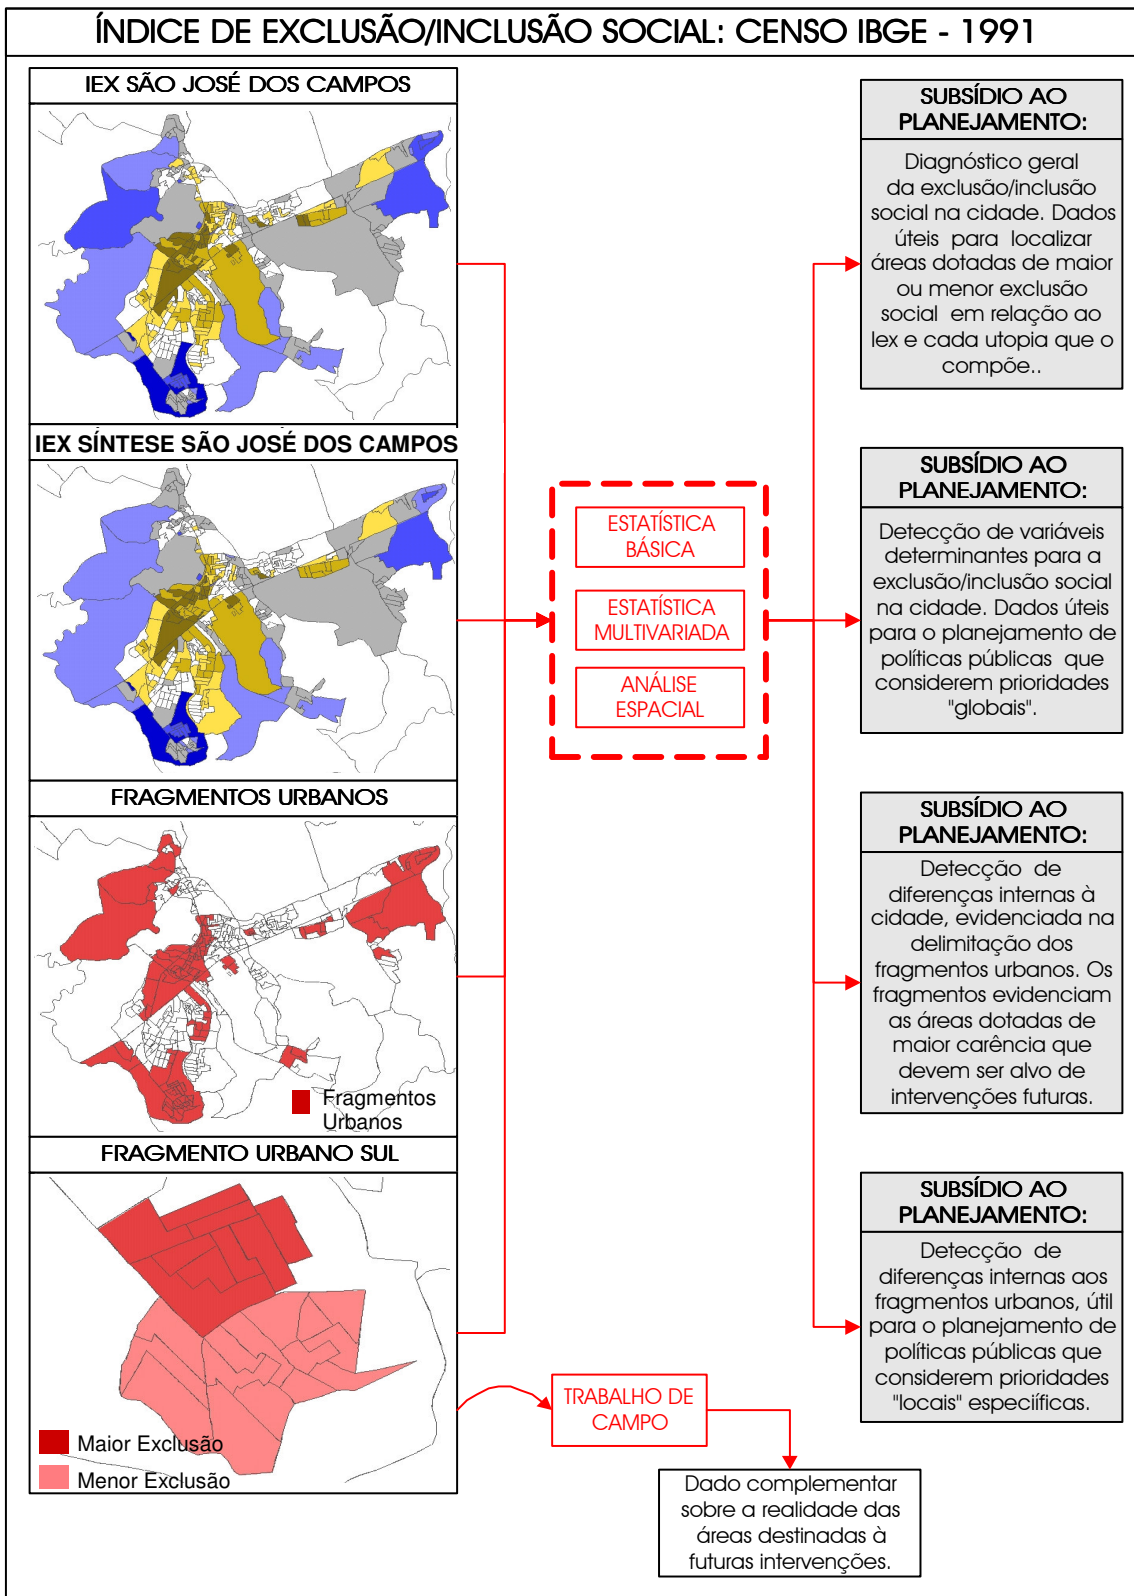 ÍNDICE DE EXCLUSÃO/INCLUSÃO SOCIAL: CENSO IBGE - 1991
IEX SÃO JOSÉ DOS CAMPOS
IEX SÍNTESE SÃO JOSÉ DOS CAMPOS
FRAGMENTOS URBANOS
Fragmentos
Urbanos
FRAGMENTO URBANO SUL
Maior Exclusão
Menor Exclusão
ESTATÍSTICA
BÁSICA
ESTATÍSTICA
MULTIVARIADA
ANÁLISE
ESPACIAL
TRABALHO DE
CAMPO
Dado complementar
sobre a realidade das
áreas destinadas à
futuras intervenções.
SUBSÍDIO AO
PLANEJAMENTO:
Diagnóstico geral
da exclusão/inclusão
social na cidade. Dados
úteis para localizar
áreas dotadas de maior
ou menor exclusão
social em relação ao
Iex e cada utopia que o
compõe..
SUBSÍDIO AO
PLANEJAMENTO:
Detecção de variáveis
determinantes para a
exclusão/inclusão social
na cidade. Dados úteis
para o planejamento de
políticas públicas que
considerem prioridades
"globais".
SUBSÍDIO AO
PLANEJAMENTO:
Detecção de
diferenças internas à
cidade, evidenciada na
delimitação dos
fragmentos urbanos. Os
fragmentos evidenciam
as áreas dotadas de
maior carência que
devem ser alvo de
intervenções futuras.
SUBSÍDIO AO
PLANEJAMENTO:
Detecção de
diferenças internas aos
fragmentos urbanos, útil
para o planejamento de
políticas públicas que
considerem prioridades
"locais" especiíficas.